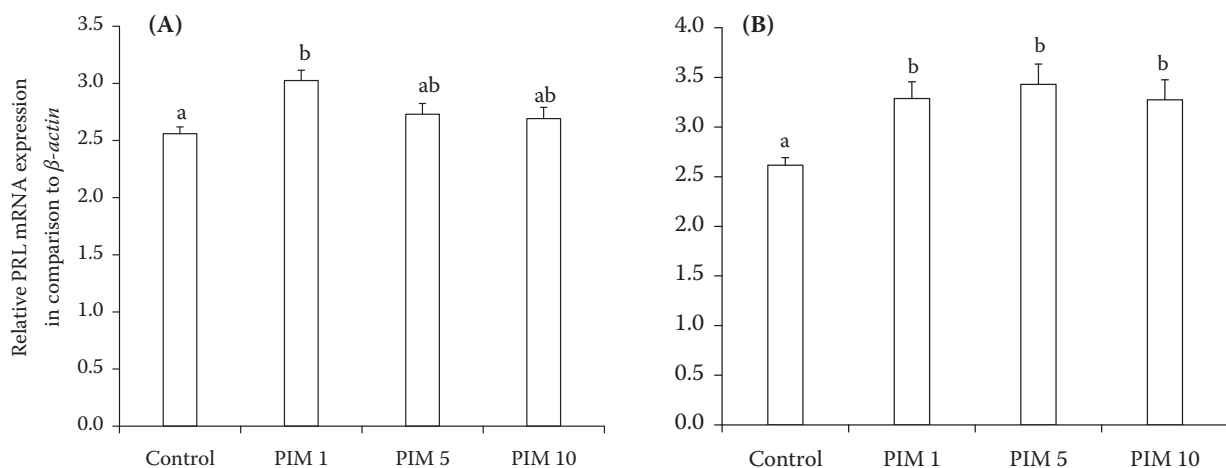 Relative PRL mRNA expression
in comparison to β-actin
(A)
3.5
3.0
2.5
2.0
1.5
1.0
0.5
0.0
a
b
ab
ab
Control PIM 1 PIM 5 PIM 10
(B)
4.0
3.5
3.0
2.5
2.0
1.5
1.0
0.5
0.0
a
b
b
b
Control PIM 1 PIM 5 PIM 10